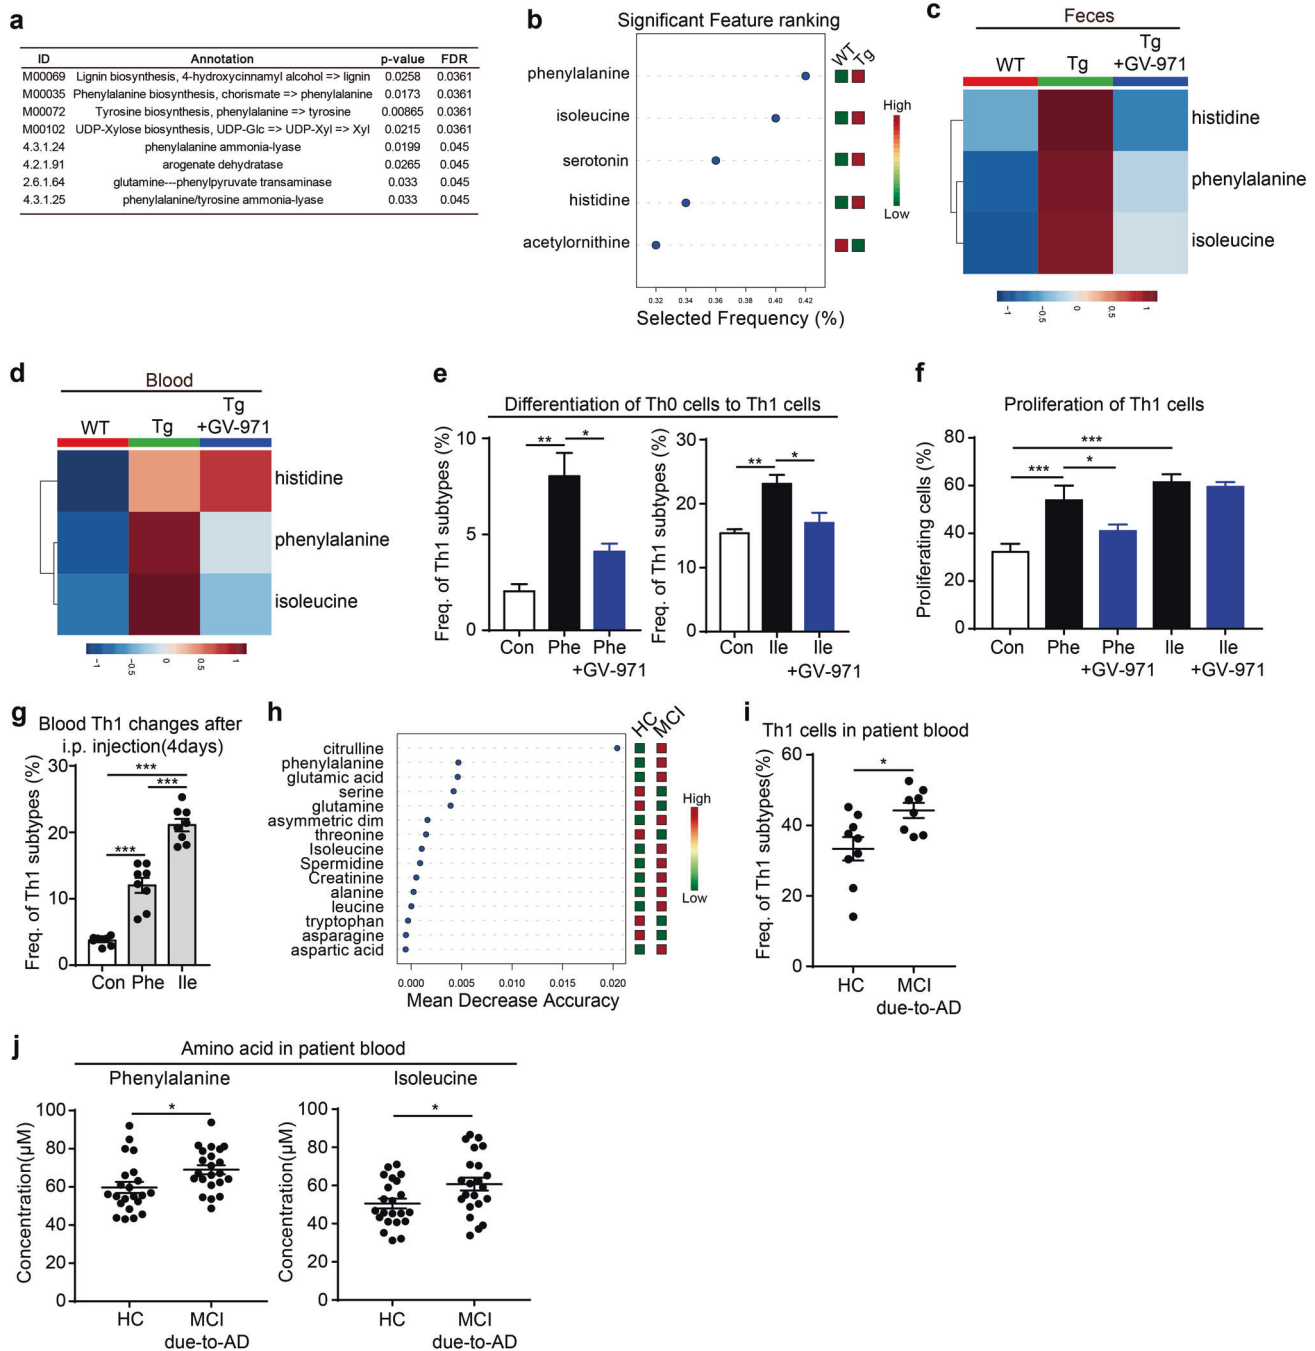 a
ID Annotation p-value FDR
M00069 Lignin biosynthesis, 4-hydroxycinnamyl alcohol => lignin 0.0258 0.0361
M00035 Phenylalanine biosynthesis, chorismate => phenylalanine 0.0173 0.0361
M00072 Tyrosine biosynthesis, phenylalanine => tyrosine 0.00865 0.0361
M00102 UDP-Xylose biosynthesis, UDP-Glc => UDP-Xyl => Xyl 0.0215 0.0361
4.3.1.24 phenylalanine ammonia-lyase 0.0199 0.045
4.2.1.91 arogenate dehydratase 0.0265 0.045
2.6.1.64 glutamine---phenylpyruvate transaminase 0.033 0.045
4.3.1.25 phenylalanine/tyrosine ammonia-lyase 0.033 0.045
b
Significant Feature ranking
WT Tg
phenylalanine
isoleucine
serotonin
histidine
acetylornithine
High
Low
0.32 0.34 0.36 0.38 0.40 0.42
Selected Frequency (%)
c
Feces
Tg
WT Tg +GV-971
histidine
phenylalanine
isoleucine
-1 -0.5 0 0.5 1
d
Blood
Tg
WT Tg +GV-971
histidine
phenylalanine
isoleucine
-1 -0.5 0 0.5 1
e
Differentiation of Th0 cells to Th1 cells
Freq. of Th1 subtypes (%)
10
5
0
** *
Con Phe Phe
+GV-971
Freq. of Th1 subtypes (%)
30
20
10
0
** *
Con Ile Ile
+GV-971
f
Proliferation of Th1 cells
Proliferating cells (%)
80
60
40
20
0
***
*** *
Con Phe Phe Ile Ile
+GV-971 +GV-971
g
Blood Th1 changes after
i.p. injection(4days)
Freq. of Th1 subtypes (%)
30
20
10
0
***
***
***
Con Phe Ile
h
HC MCI
citrulline
phenylalanine
glutamic acid
serine
glutamine
asymmetric dim
threonine
Isoleucine
Spermidine
Creatinine
alanine
leucine
tryptophan
asparagine
aspartic acid
High
Low
0.000 0.005 0.010 0.015 0.020
Mean Decrease Accuracy
i
Th1 cells in patient blood
Freq. of Th1 subtypes(%)
60
40
20
0
*
HC MCI
due-to-AD
j
Amino acid in patient blood
Phenylalanine
Concentration(μM)
100
80
60
40
20
0
*
HC MCI
due-to-AD
Isoleucine
Concentration(μM)
100
80
60
40
20
0
*
HC MCI
due-to-AD